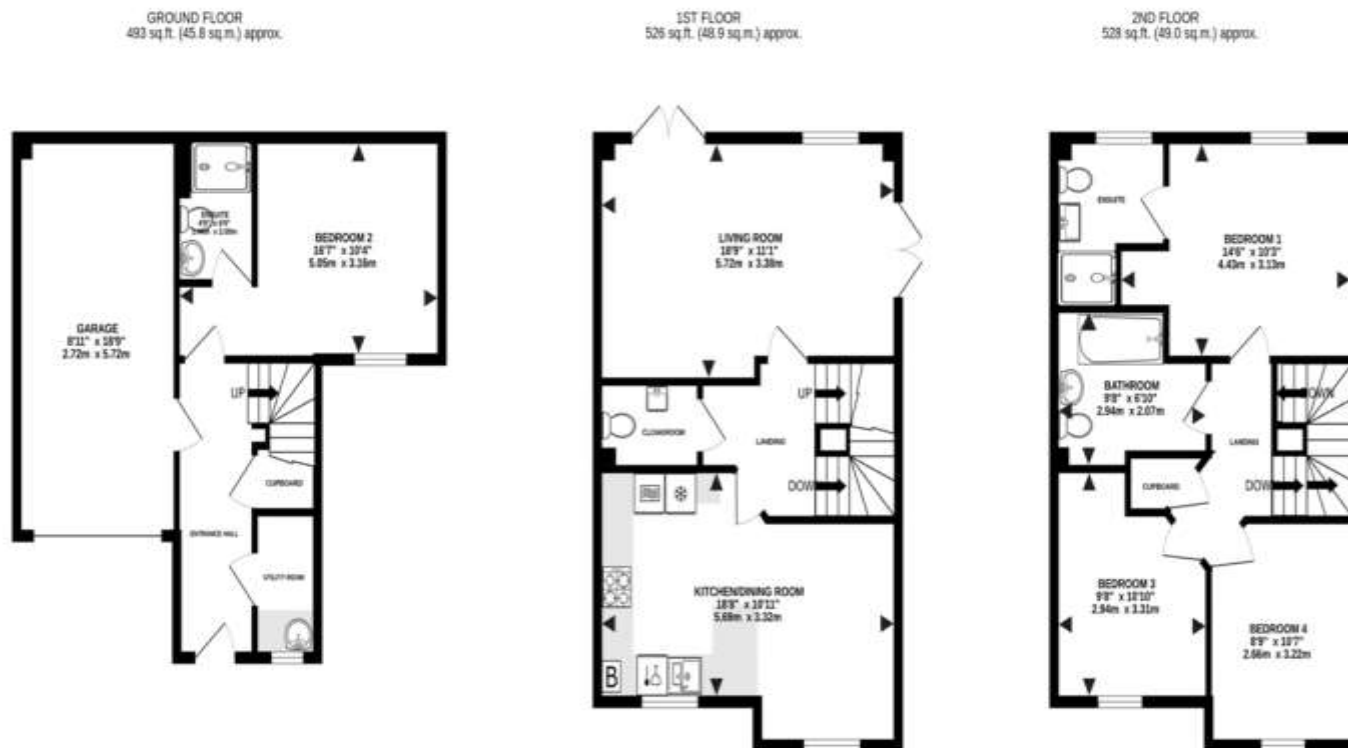 GROUND FLOOR
493 sq.ft. (45.8 sq.m.) approx.
ENSUITE
BEDROOM 2
16'7" x 10'4"
5.05m x 3.16m
GARAGE
8'11" x 18'9"
2.72m x 5.72m
UP
CUPBOARD
ENTRANCE HALL
UTILITY ROOM
1ST FLOOR
526 sq.ft. (48.9 sq.m.) approx.
LIVING ROOM
18'9" x 11'1"
5.72m x 3.38m
UP
CLOAKROOM
LANDING
DOW
KITCHEN/DINING ROOM
18'8" x 10'11"
5.69m x 3.32m
B
2ND FLOOR
528 sq.ft. (49.0 sq.m.) approx.
ENSUITE
BEDROOM 1
14'6" x 10'3"
4.43m x 3.13m
BATHROOM
9'8" x 6'10"
2.94m x 2.07m
OWN
LANDING
CUPBOARD
DOW
BEDROOM 3
9'8" x 10'10"
2.94m x 3.31m
BEDROOM 4
8'9" x 10'7"
2.66m x 3.22m